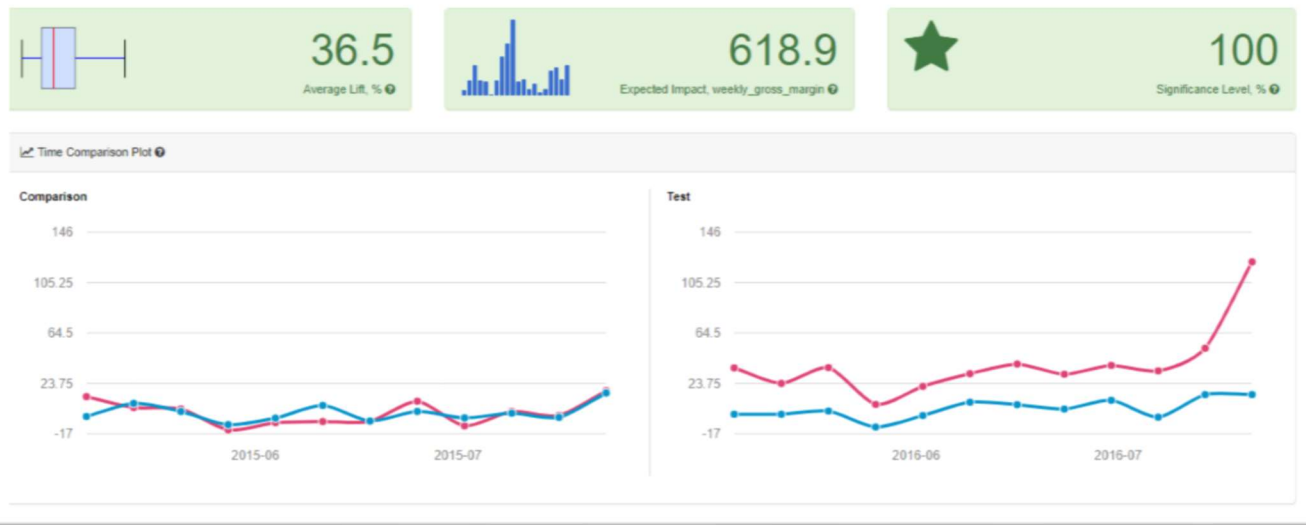 36.5
Average Lift, %
618.9
Expected Impact, weekly_gross_margin
100
Significance Level, %
Time Comparison Plot
Comparison
146
105.25
64.5
23.75
-17
2015-06 2015-07
Test
146
105.25
64.5
23.75
-17
2016-06 2016-07